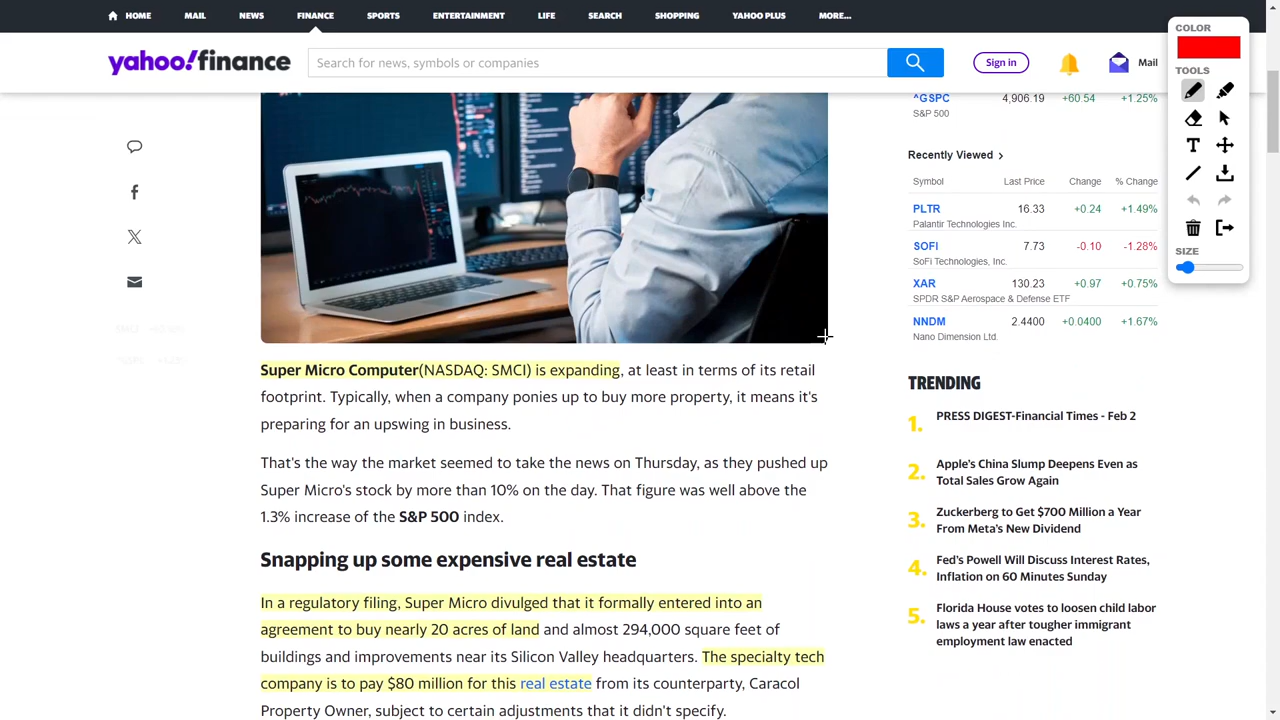 HOME MAIL NEWS FINANCE SPORTS ENTERTAINMENT LIFE SEARCH SHOPPING YAHOO PLUS MORE...
yahoo!finance Search for news, symbols or companies Sign in Mail
COLOR
TOOLS
SIZE
^GSPC 4,906.19 +60.54 +1.25%
S&P 500
Recently Viewed
Symbol Last Price Change % Change
PLTR 16.33 +0.24 +1.49%
Palantir Technologies Inc.
SOFI 7.73 -0.10 -1.28%
SoFi Technologies, Inc.
XAR 130.23 +0.97 +0.75%
SPDR S&P Aerospace & Defense ETF
NNDM 2.4400 +0.0400 +1.67%
Nano Dimension Ltd.
Super Micro Computer(NASDAQ: SMCI) is expanding, at least in terms of its retail
footprint. Typically, when a company ponies up to buy more property, it means it's
preparing for an upswing in business.
That's the way the market seemed to take the news on Thursday, as they pushed up
Super Micro's stock by more than 10% on the day. That figure was well above the
1.3% increase of the S&P 500 index.
Snapping up some expensive real estate
In a regulatory filing, Super Micro divulged that it formally entered into an
agreement to buy nearly 20 acres of land and almost 294,000 square feet of
buildings and improvements near its Silicon Valley headquarters. The specialty tech
company is to pay $80 million for this real estate from its counterparty, Caracol
Property Owner, subject to certain adjustments that it didn't specify.
TRENDING
1. PRESS DIGEST-Financial Times - Feb 2
2. Apple's China Slump Deepens Even as
Total Sales Grow Again
3. Zuckerberg to Get $700 Million a Year
From Meta's New Dividend
4. Fed's Powell Will Discuss Interest Rates,
Inflation on 60 Minutes Sunday
5. Florida House votes to loosen child labor
laws a year after tougher immigrant
employment law enacted